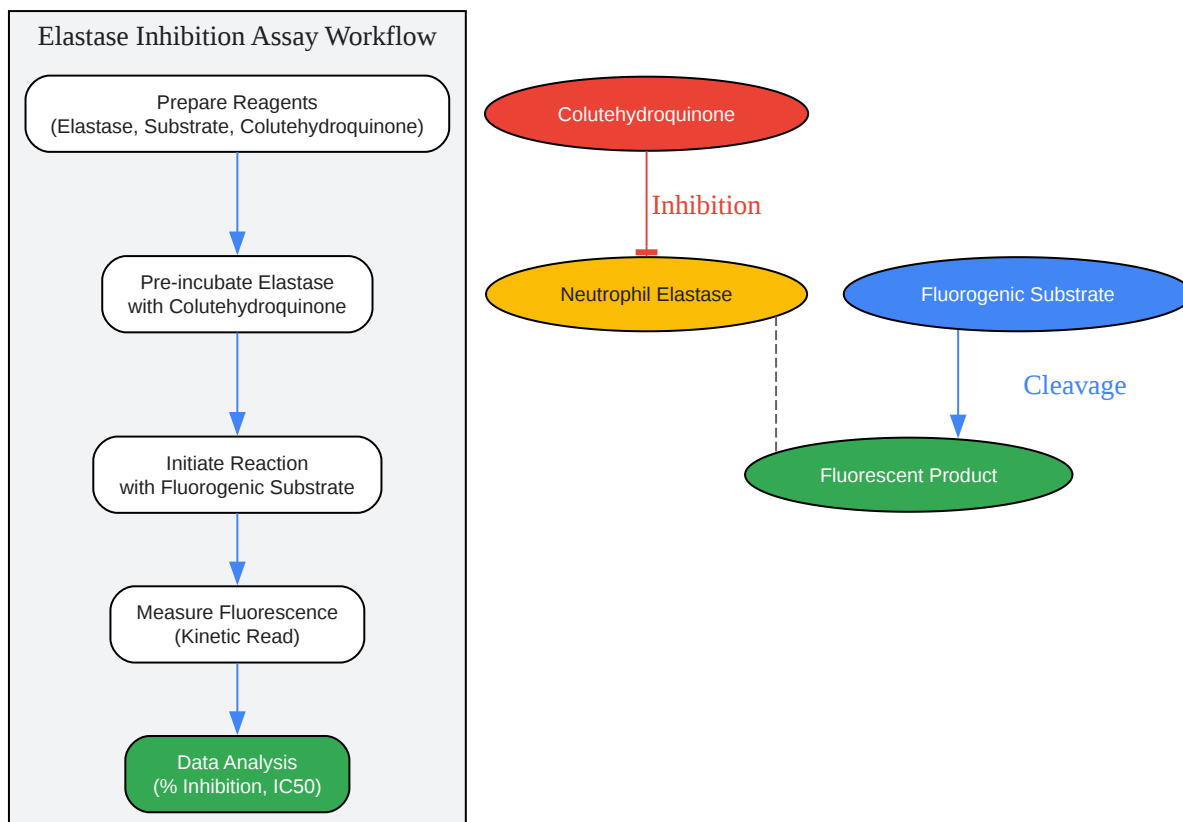 Elastase Inhibition Assay Workflow
Prepare Reagents
(Elastase, Substrate, Colutehydroquinone)
Pre-incubate Elastase
with Colutehydroquinone
Initiate Reaction
with Fluorogenic Substrate
Measure Fluorescence
(Kinetic Read)
Data Analysis
(% Inhibition, IC50)
Colutehydroquinone
Inhibition
Neutrophil Elastase
Fluorogenic Substrate
Cleavage
Fluorescent Product